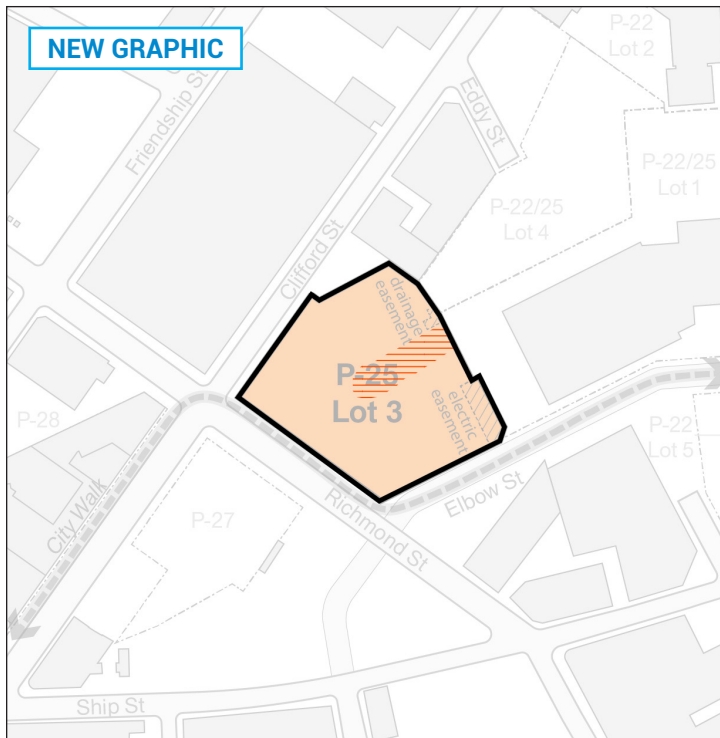 NEW GRAPHIC
P-22
Lot 2
Friendship St
Eddy St
P-22/25
Lot 1
P-22/25
Lot 4
Clifford St
drainage
easement
P-25
Lot 3
electric
easement
P-28
P-22
Lot 5
City Walk
Elbow St
Richmond St
P-27
Ship St